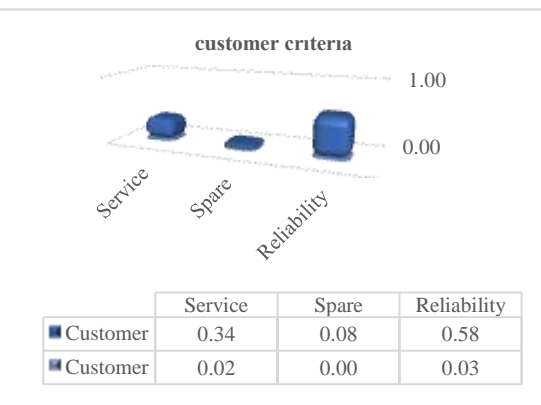 customer criteria
1.00
0.00
Service
Spare
Reliability
Service Spare Reliability
Customer 0.34 0.08 0.58
Customer 0.02 0.00 0.03